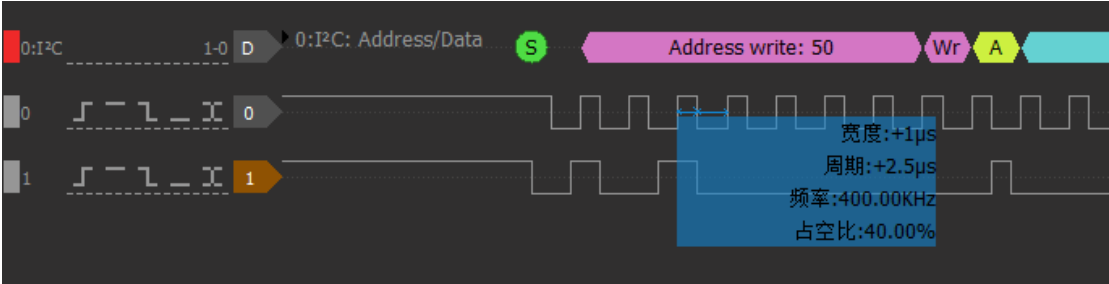 0:I²C 1-0 D 0:I²C: Address/Data S Address write: 50 Wr A
0 0
1 1
宽度:+1μs
周期:+2.5μs
频率:400.00KHz
占空比:40.00%